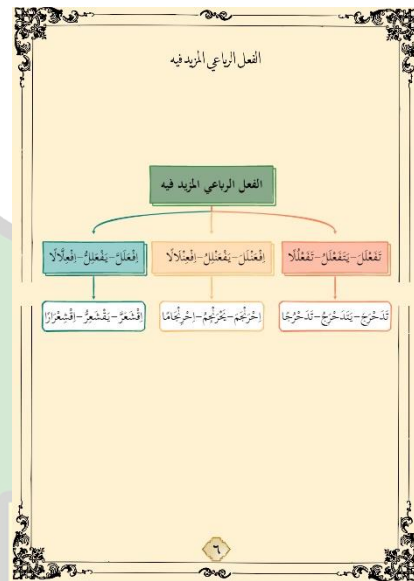 الفعل الرباعي المزيد فيه
الفعل الرباعي المزيد فيه
تَفَعْلَلَ-يَتَفَعْلَلُ-تَفَعْلُلًا
اِفْعَنْلَلَ-يَفْعَنْلِلُ-اِفْعِنْلَالًا
اِفْعَلَلَّ-يَفْعَلِلُّ-اِفْعِلَّالًا
تَدَحْرَجَ-يَتَدَحْرَجُ-تَدَحْرُجًا
اِحْرَنْجَمَ-يَحْرَنْجِمُ-اِحْرِنْجَامًا
اِقْشَعَرَّ-يَقْشَعِرُّ-اِقْشِعْرَارًا
٦